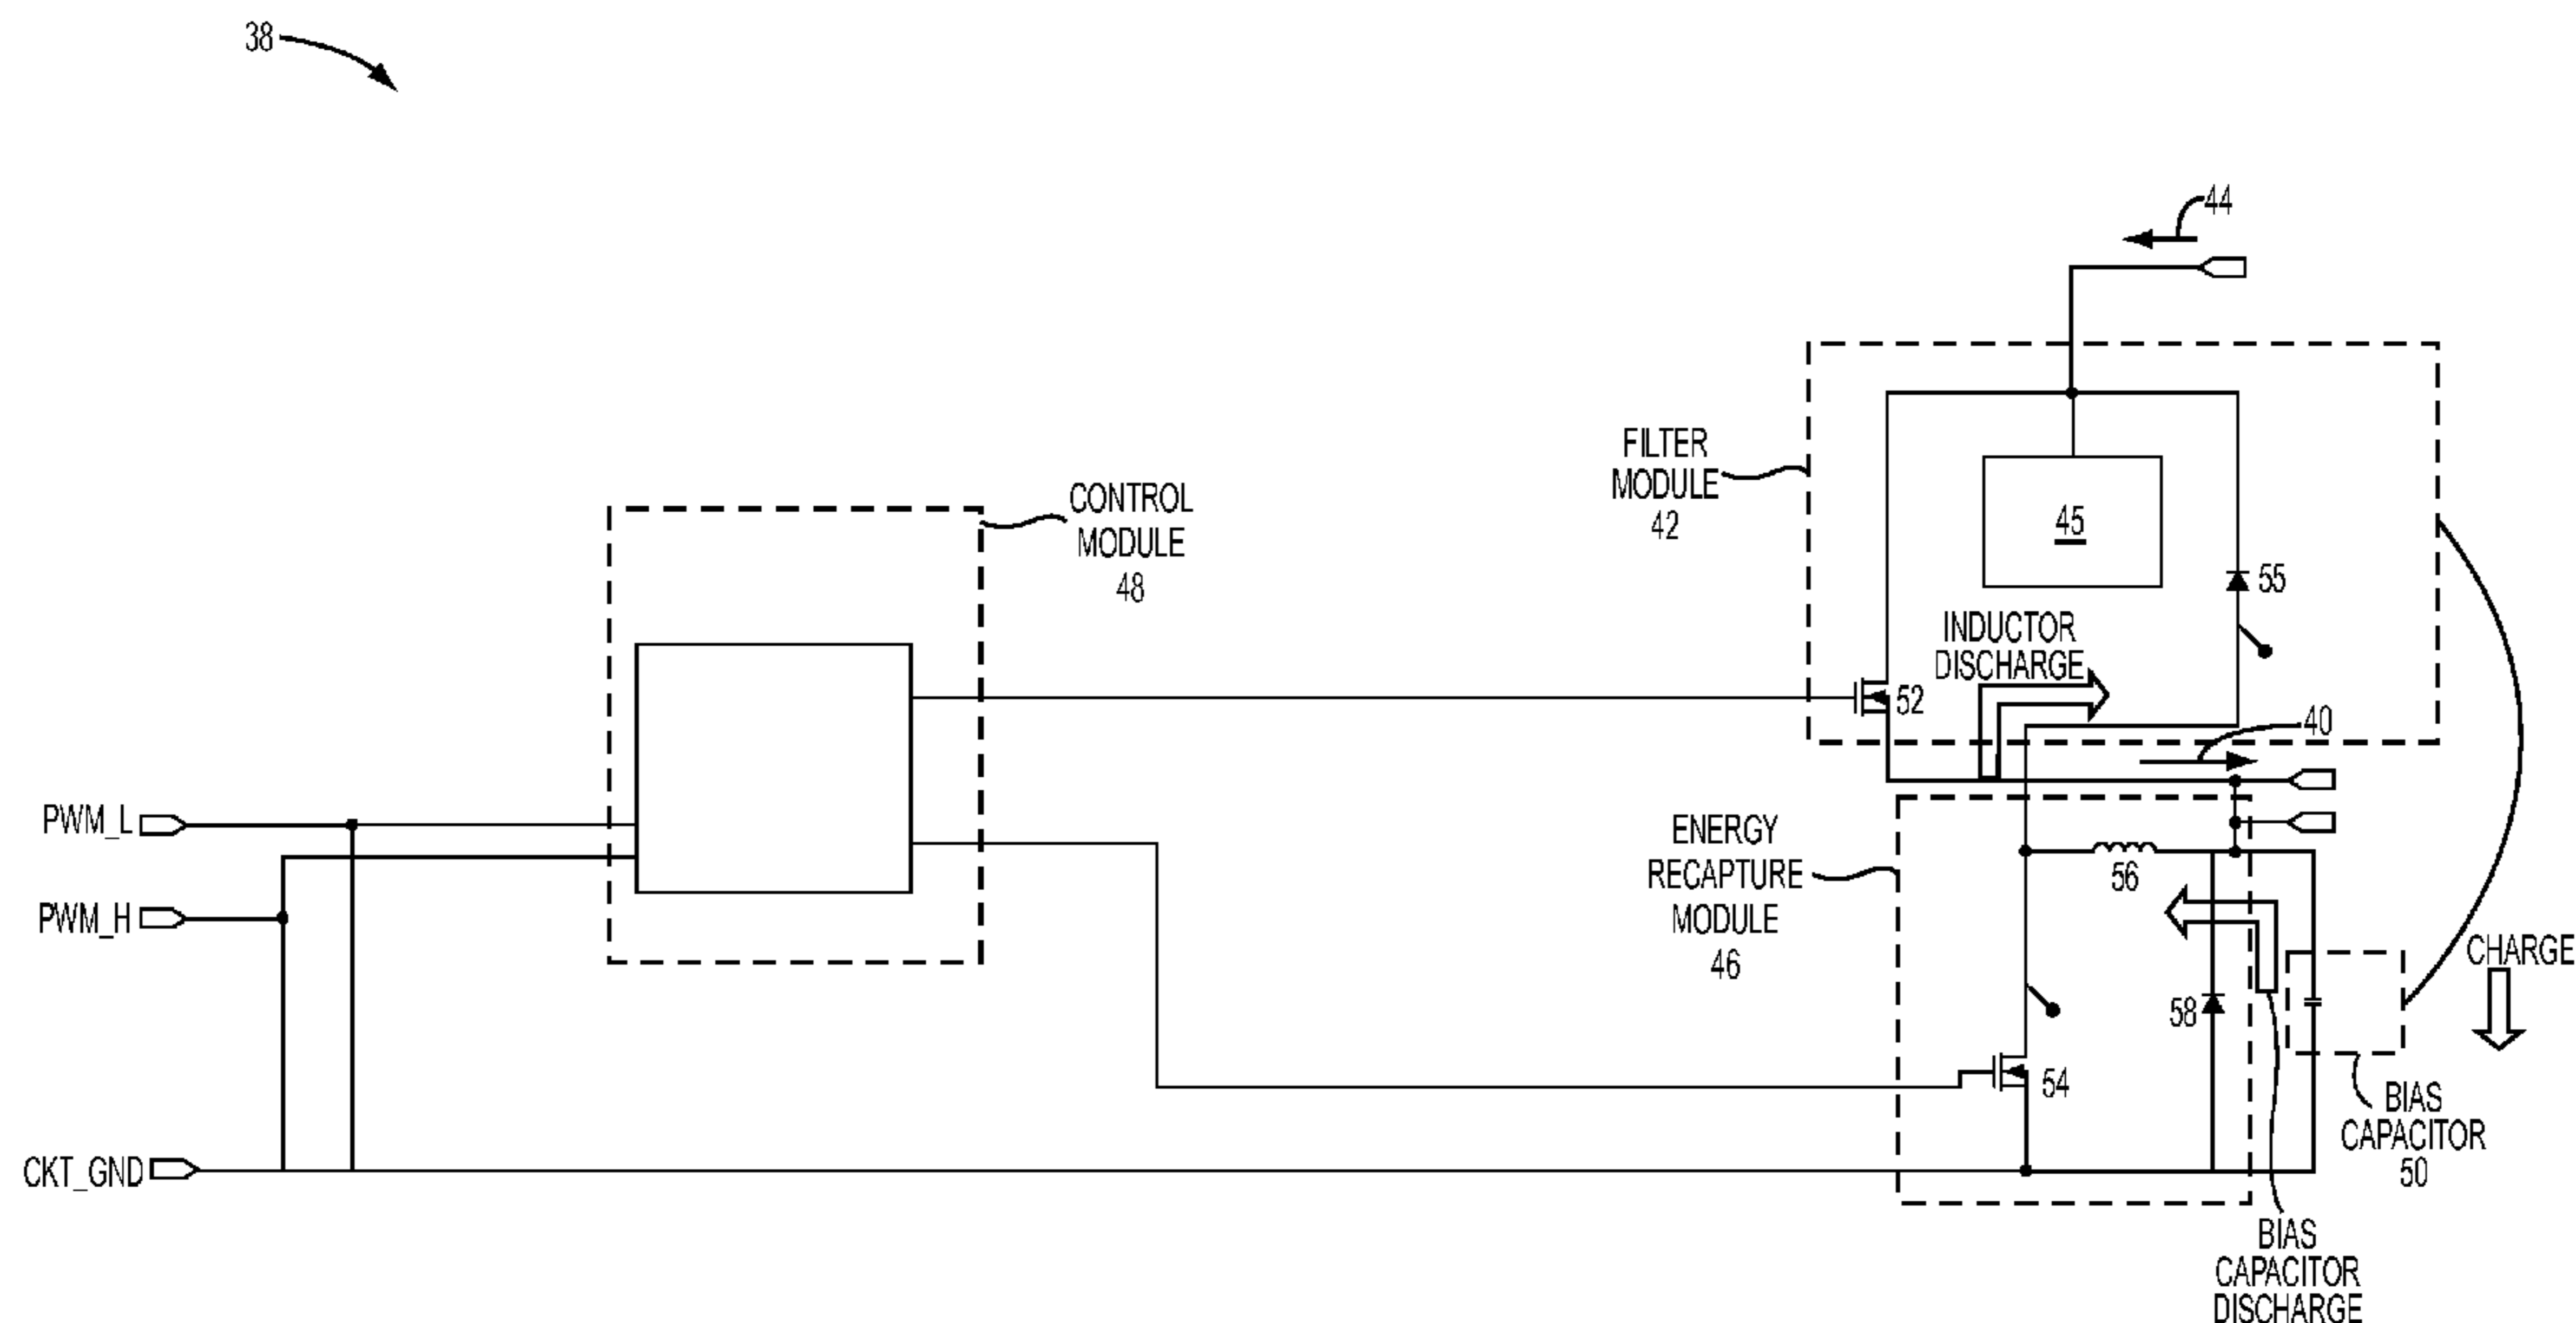 38
44
FILTER
MODULE
42
45
55
CONTROL
MODULE
48
INDUCTOR
DISCHARGE
52
40
PWM_L
PWM_H
CKT_GND
ENERGY
RECAPTURE
MODULE
46
56
58
54
CHARGE
BIAS
CAPACITOR
50
BIAS
CAPACITOR
DISCHARGE